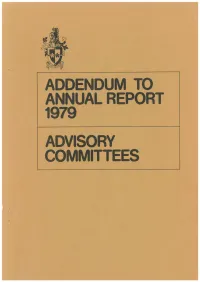 ADDENDUM TO
ANNUAL REPORT
1979
ADVISORY
COMMITTEES